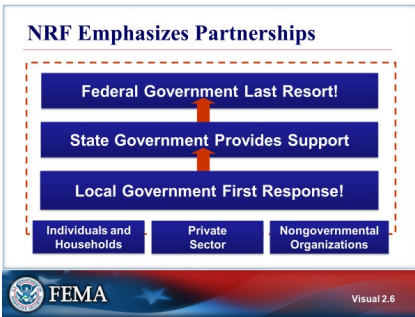 NRF Emphasizes Partnerships
Federal Government Last Resort!
State Government Provides Support
Local Government First Response!
Individuals and
Households
Private
Sector
Nongovernmental
Organizations
FEMA
Visual 2.6